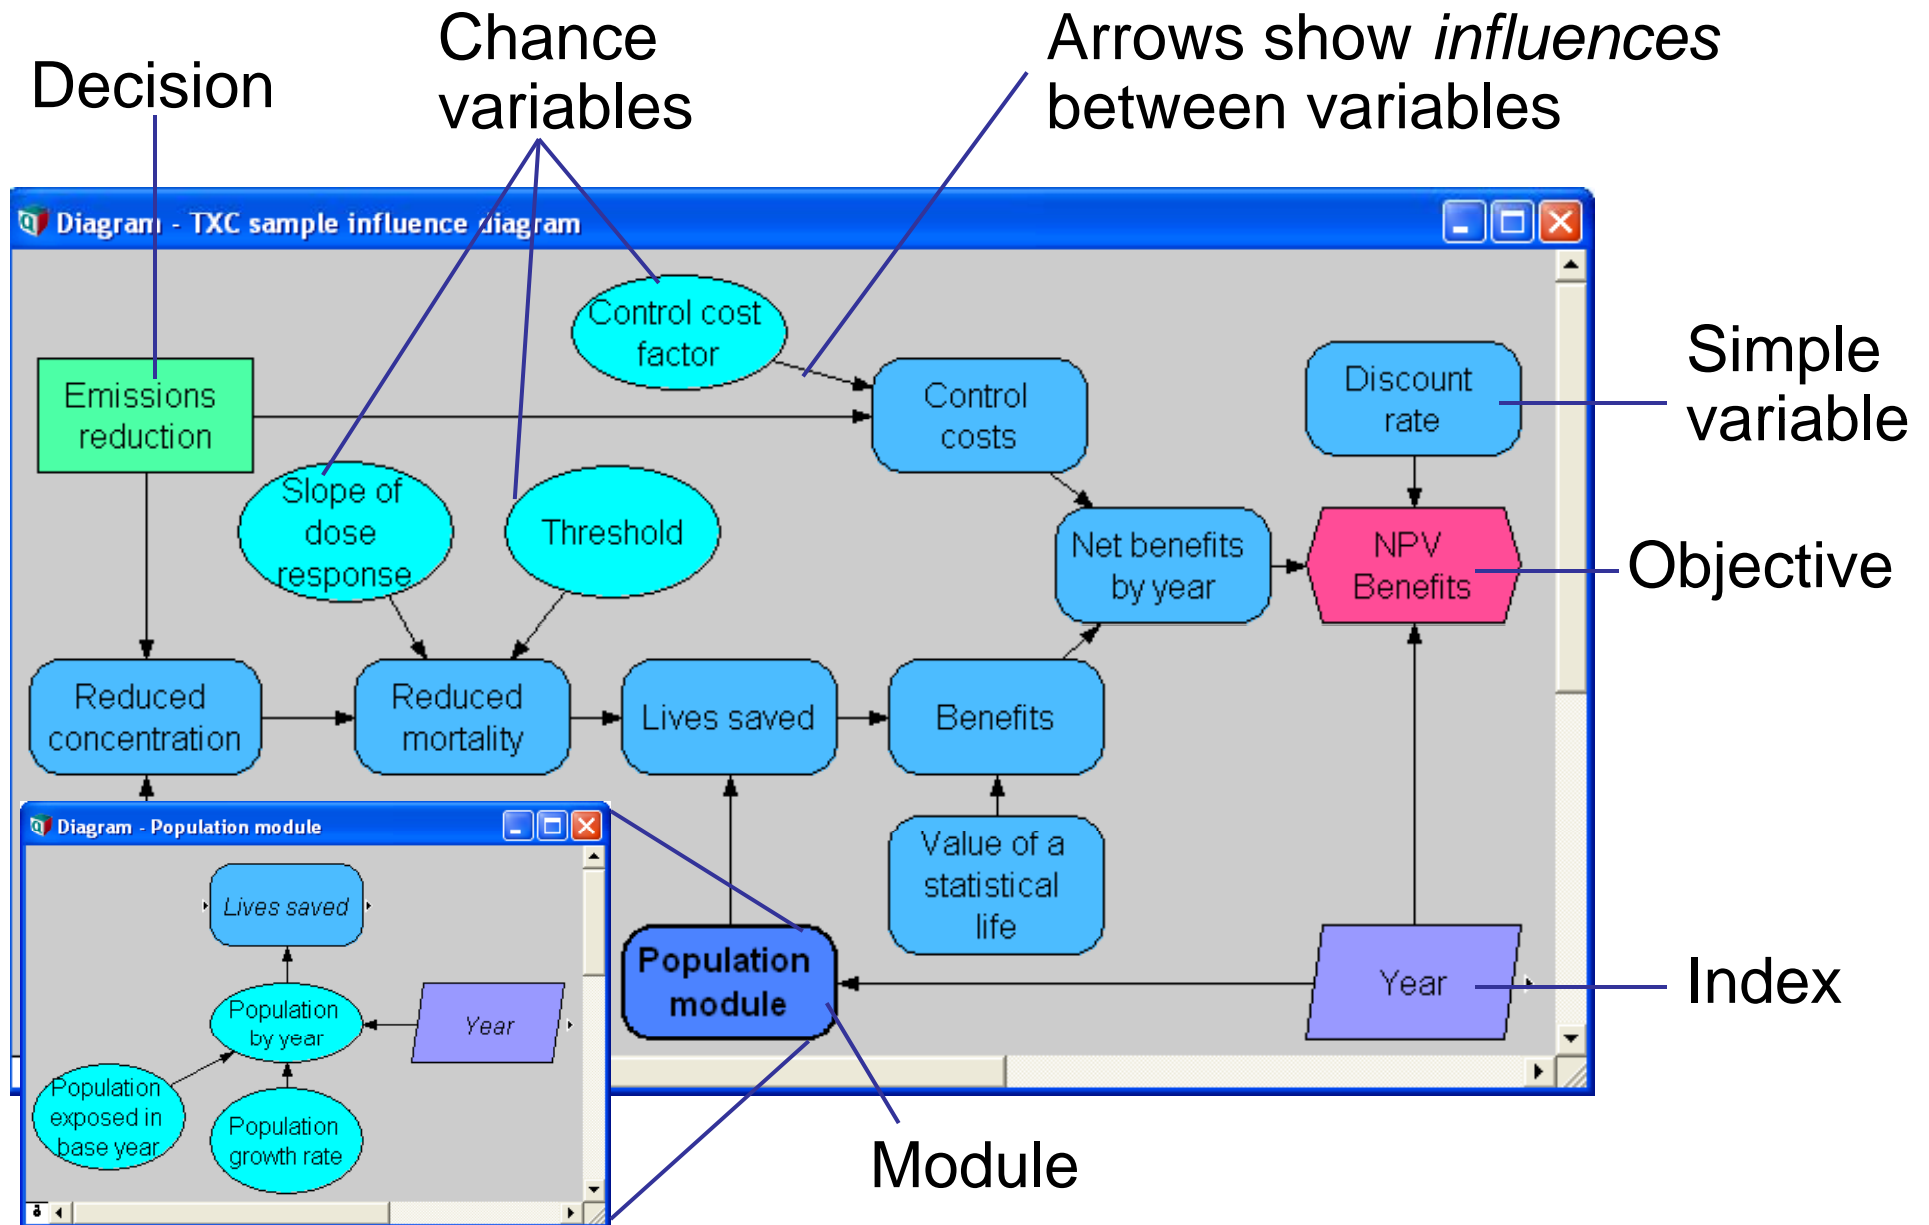 Decision
Chance
variables
Arrows show influences
between variables
Diagram - TXC sample influence diagram
Control cost
factor
Emissions
reduction
Control
costs
Discount
rate
Simple
variable
Slope of
dose
response
Threshold
Net benefits
by year
NPV
Benefits
Objective
Reduced
concentration
Reduced
mortality
Lives saved
Benefits
Value of a
statistical
life
Population
module
Year
Index
Diagram - Population module
Lives saved
Population
by year
Year
Population
exposed in
base year
Population
growth rate
Module